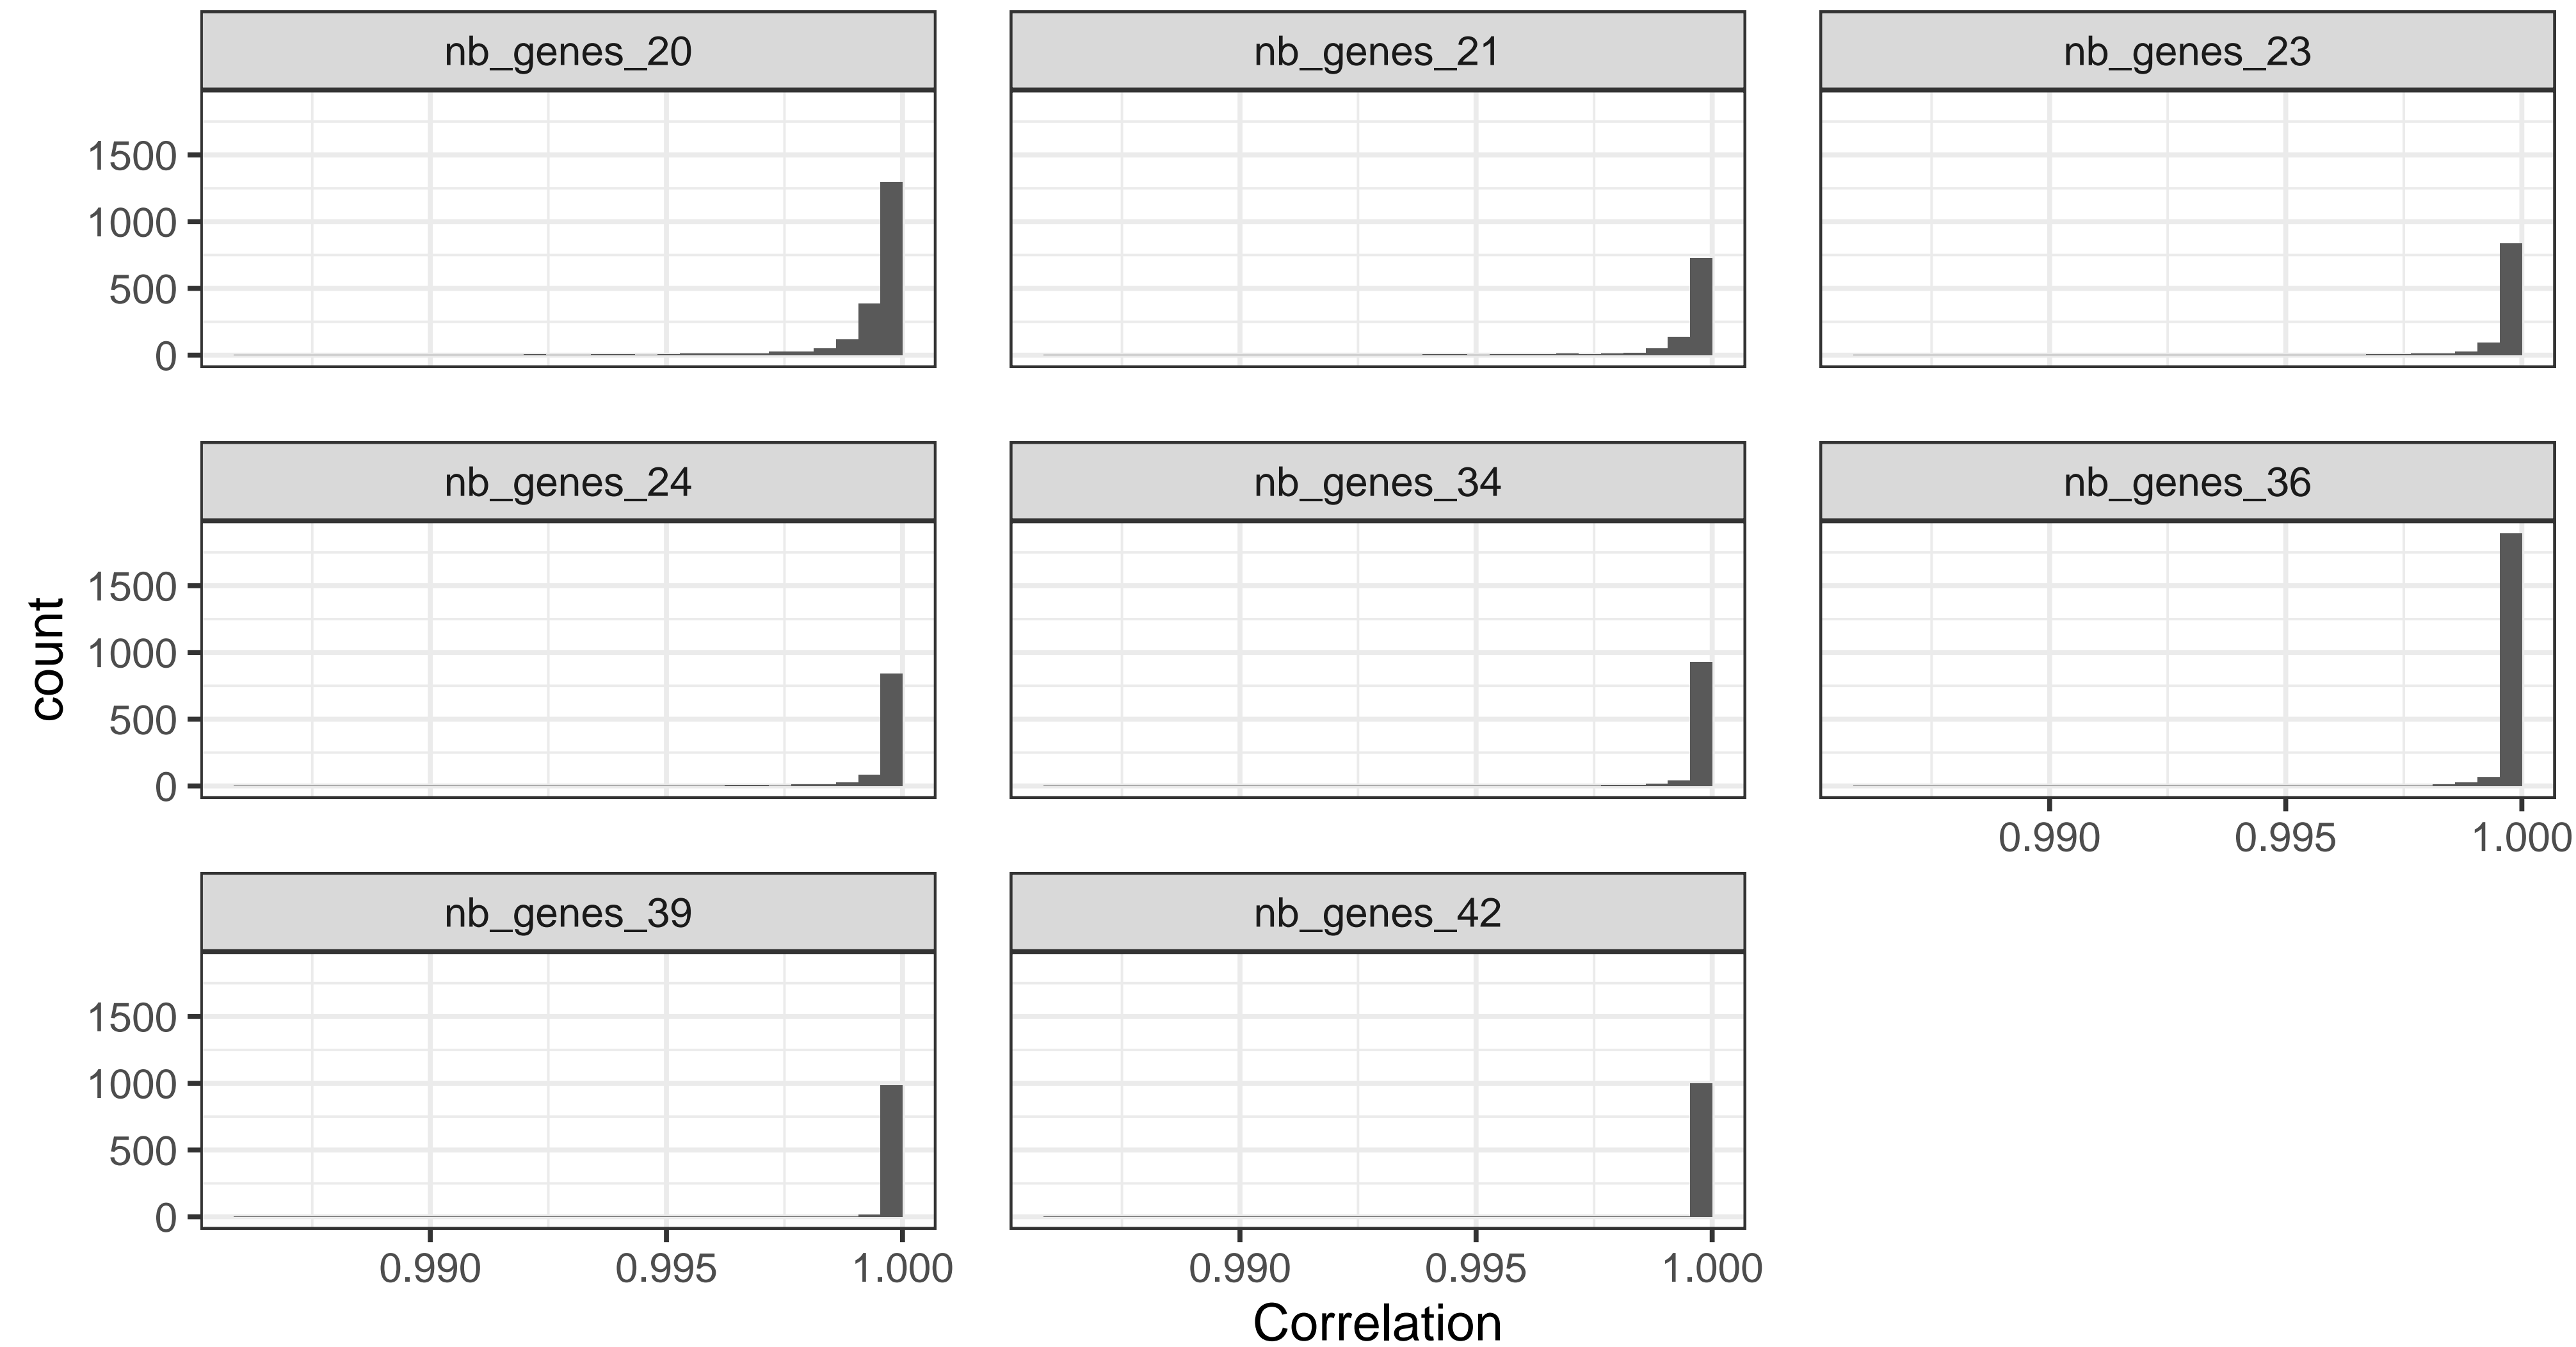 nb_genes_20
nb_genes_21
nb_genes_23
1500
1000
500
0
nb_genes_24
nb_genes_34
nb_genes_36
1500
1000
500
0
count
0.990 0.995 1.000
nb_genes_39
nb_genes_42
1500
1000
500
0
0.990 0.995 1.000
0.990 0.995 1.000
Correlation